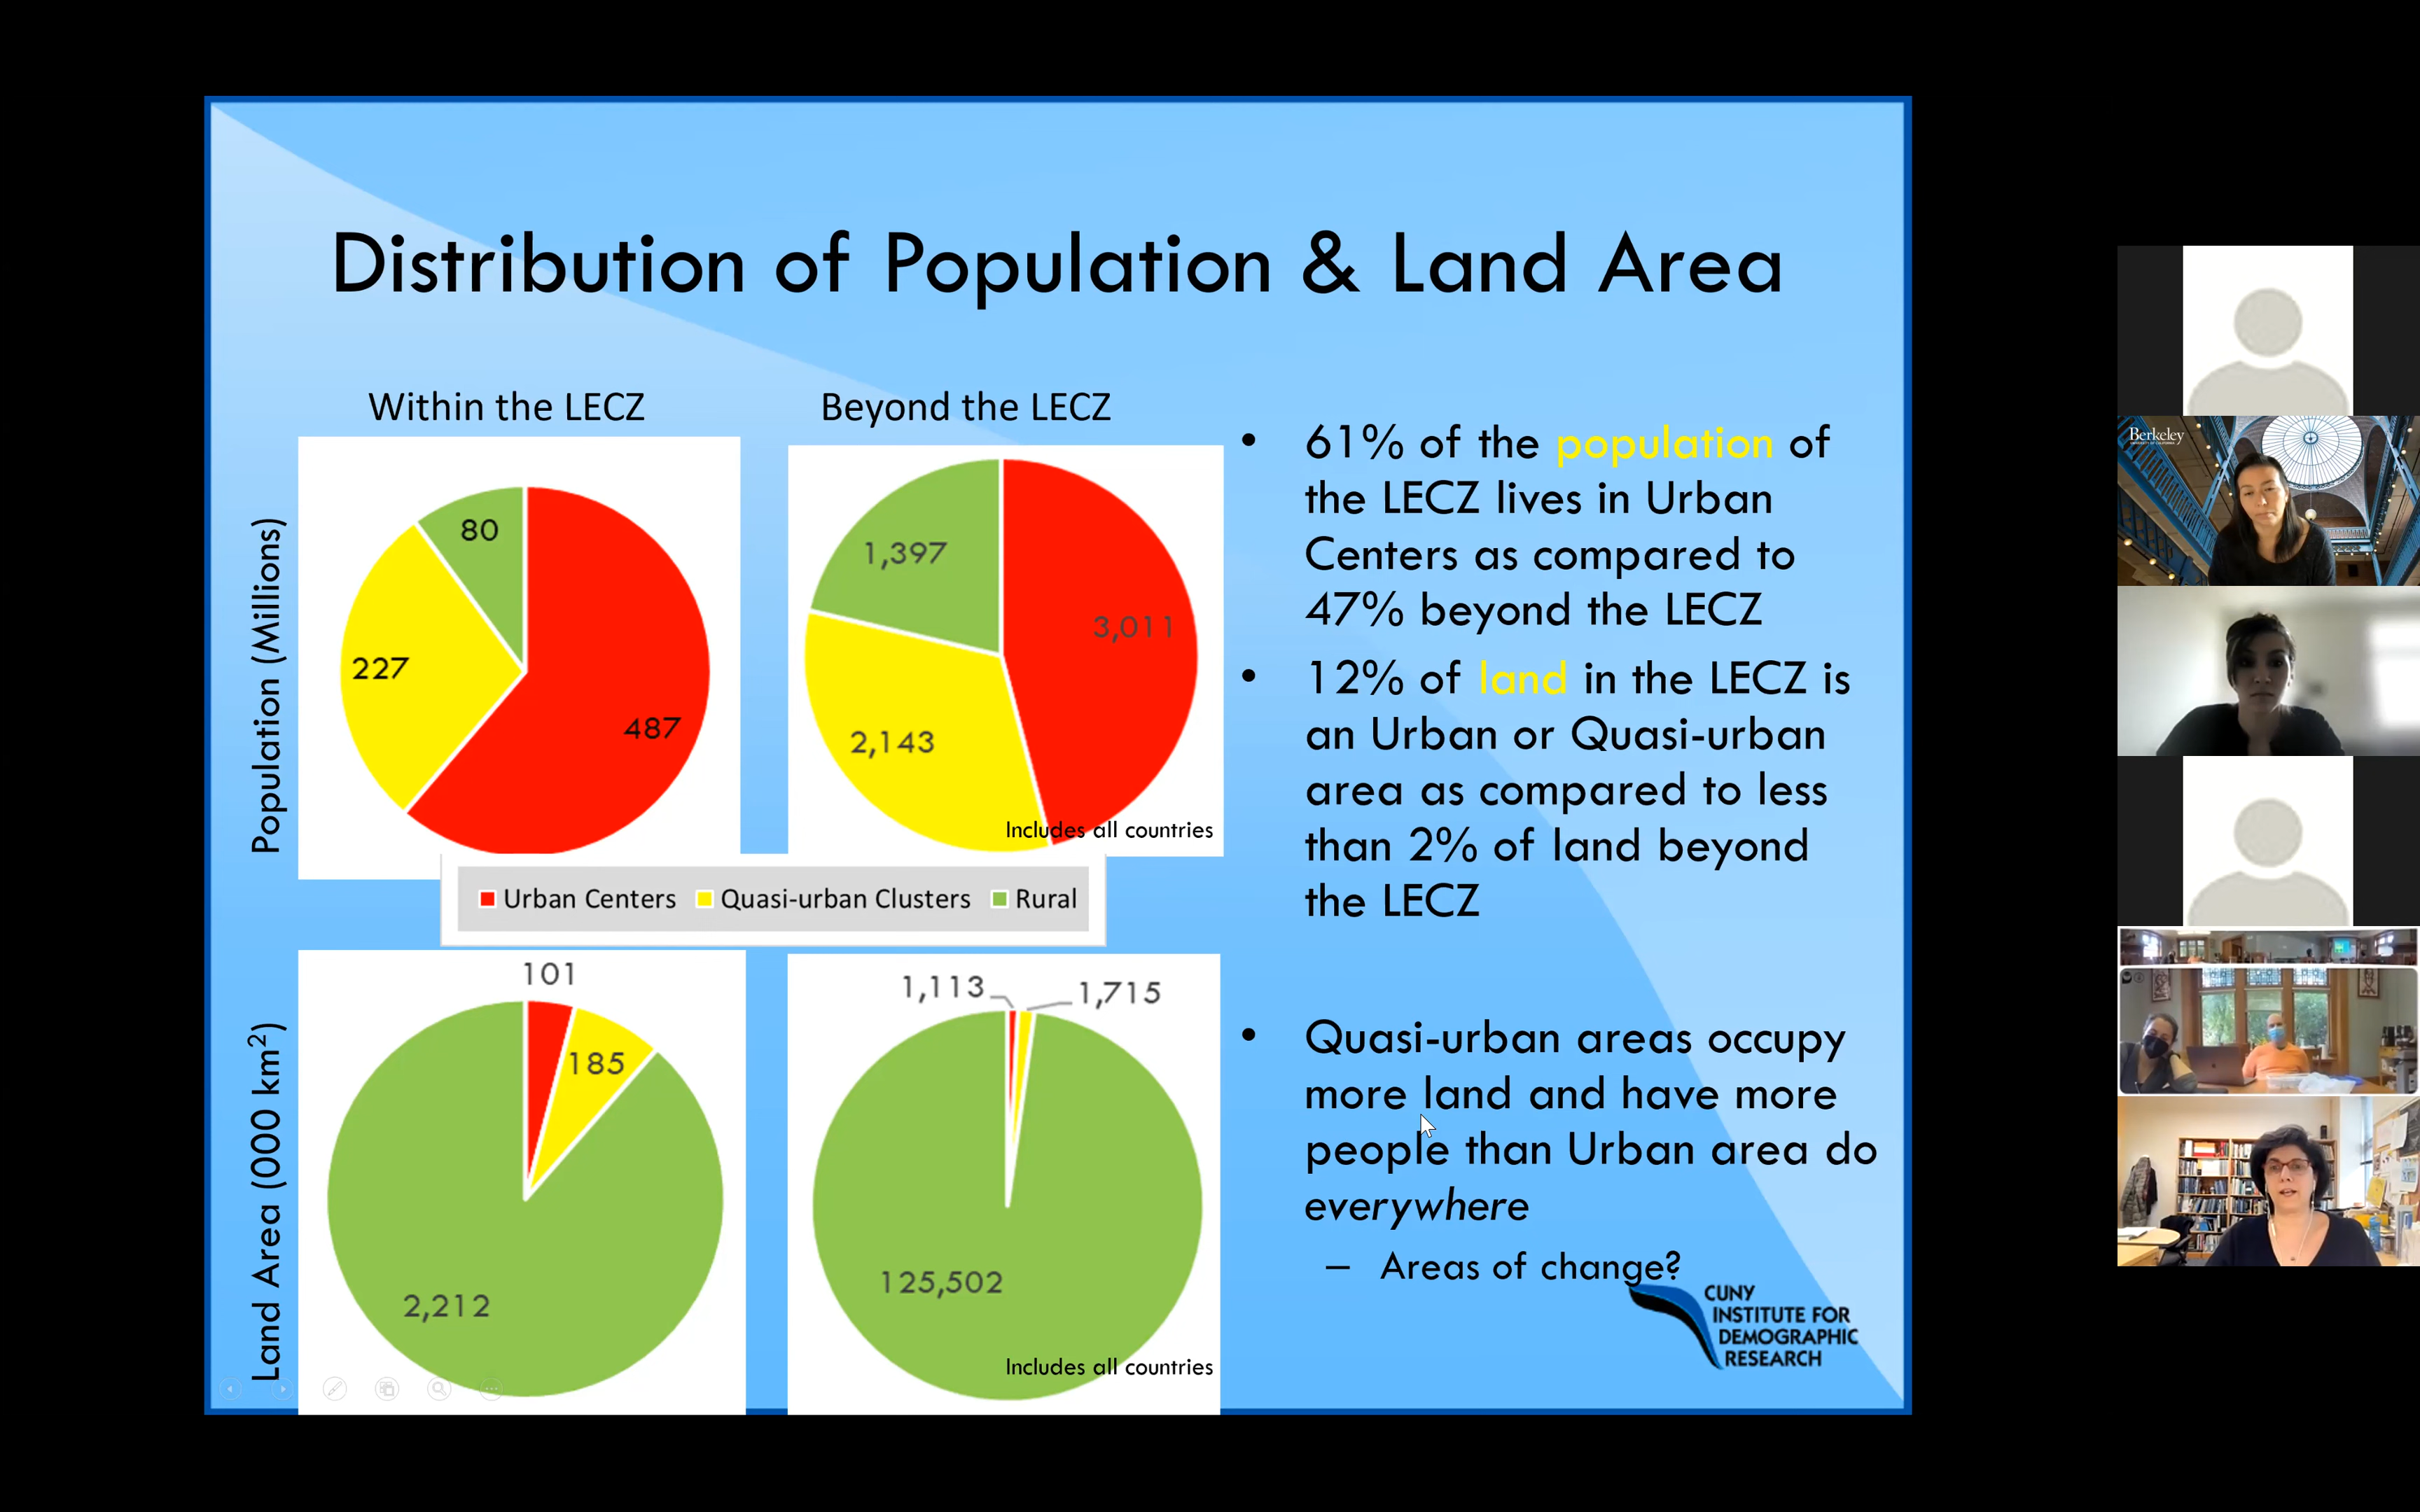 Distribution of Population & Land Area
Within the LECZ
Beyond the LECZ
Population (Millions)
80
227
487
1,397
3,011
2,143
Includes all countries
Urban Centers
Quasi-urban Clusters
Rural
Land Area (000 km²)
101
185
2,212
1,113
1,715
125,502
Includes all countries
• 61% of the population of
the LECZ lives in Urban
Centers as compared to
47% beyond the LECZ
• 12% of land in the LECZ is
an Urban or Quasi-urban
area as compared to less
than 2% of land beyond
the LECZ
• Quasi-urban areas occupy
more land and have more
people than Urban area do
everywhere
– Areas of change?
CUNY
INSTITUTE FOR
DEMOGRAPHIC
RESEARCH
Berkeley